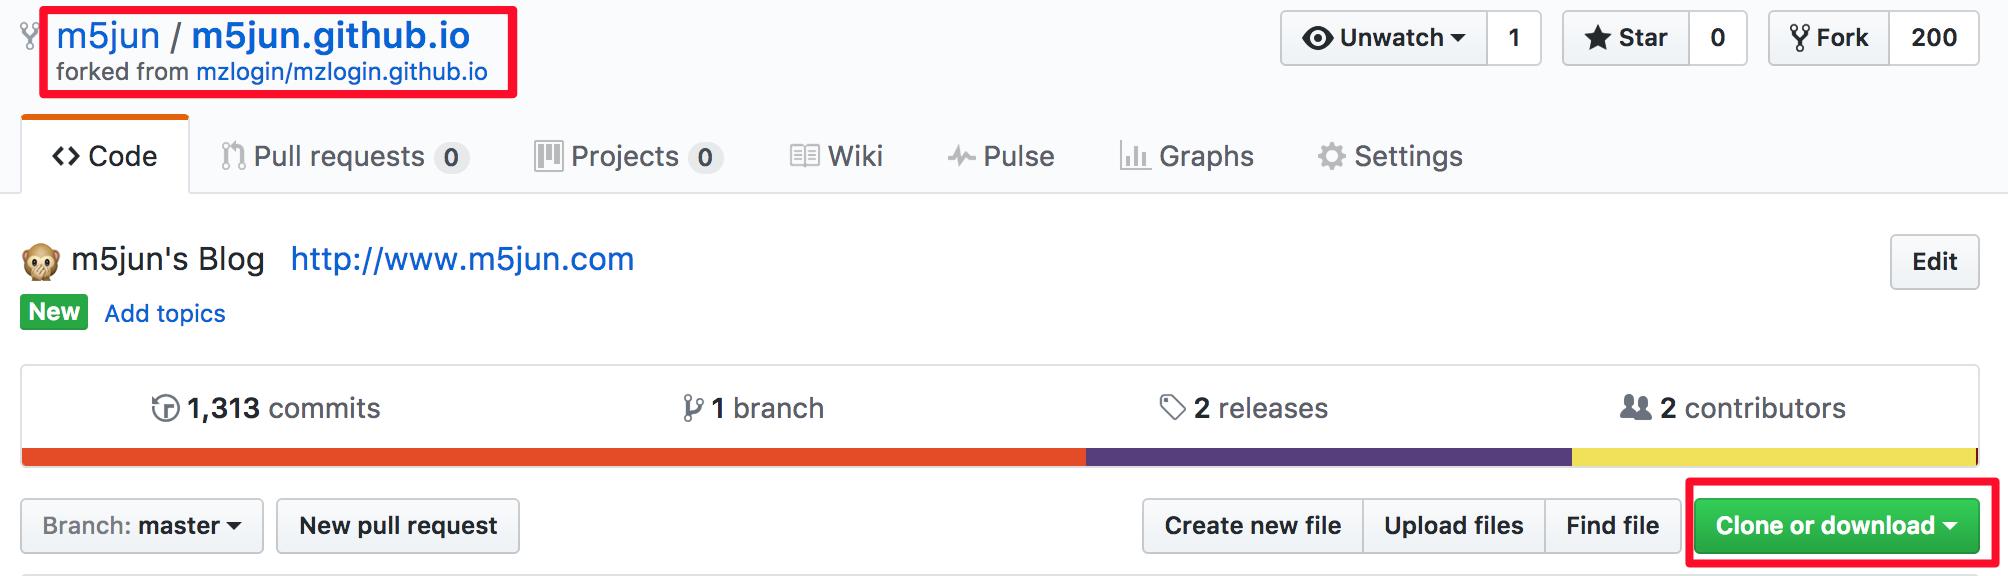 m5jun / m5jun.github.io
forked from mzlogin/mzlogin.github.io
Unwatch 1 Star 0 Fork 200
Code Pull requests 0 Projects 0 Wiki Pulse Graphs Settings
m5jun's Blog http://www.m5jun.com Edit
New Add topics
1,313 commits 1 branch 2 releases 2 contributors
Branch: master New pull request Create new file Upload files Find file Clone or download